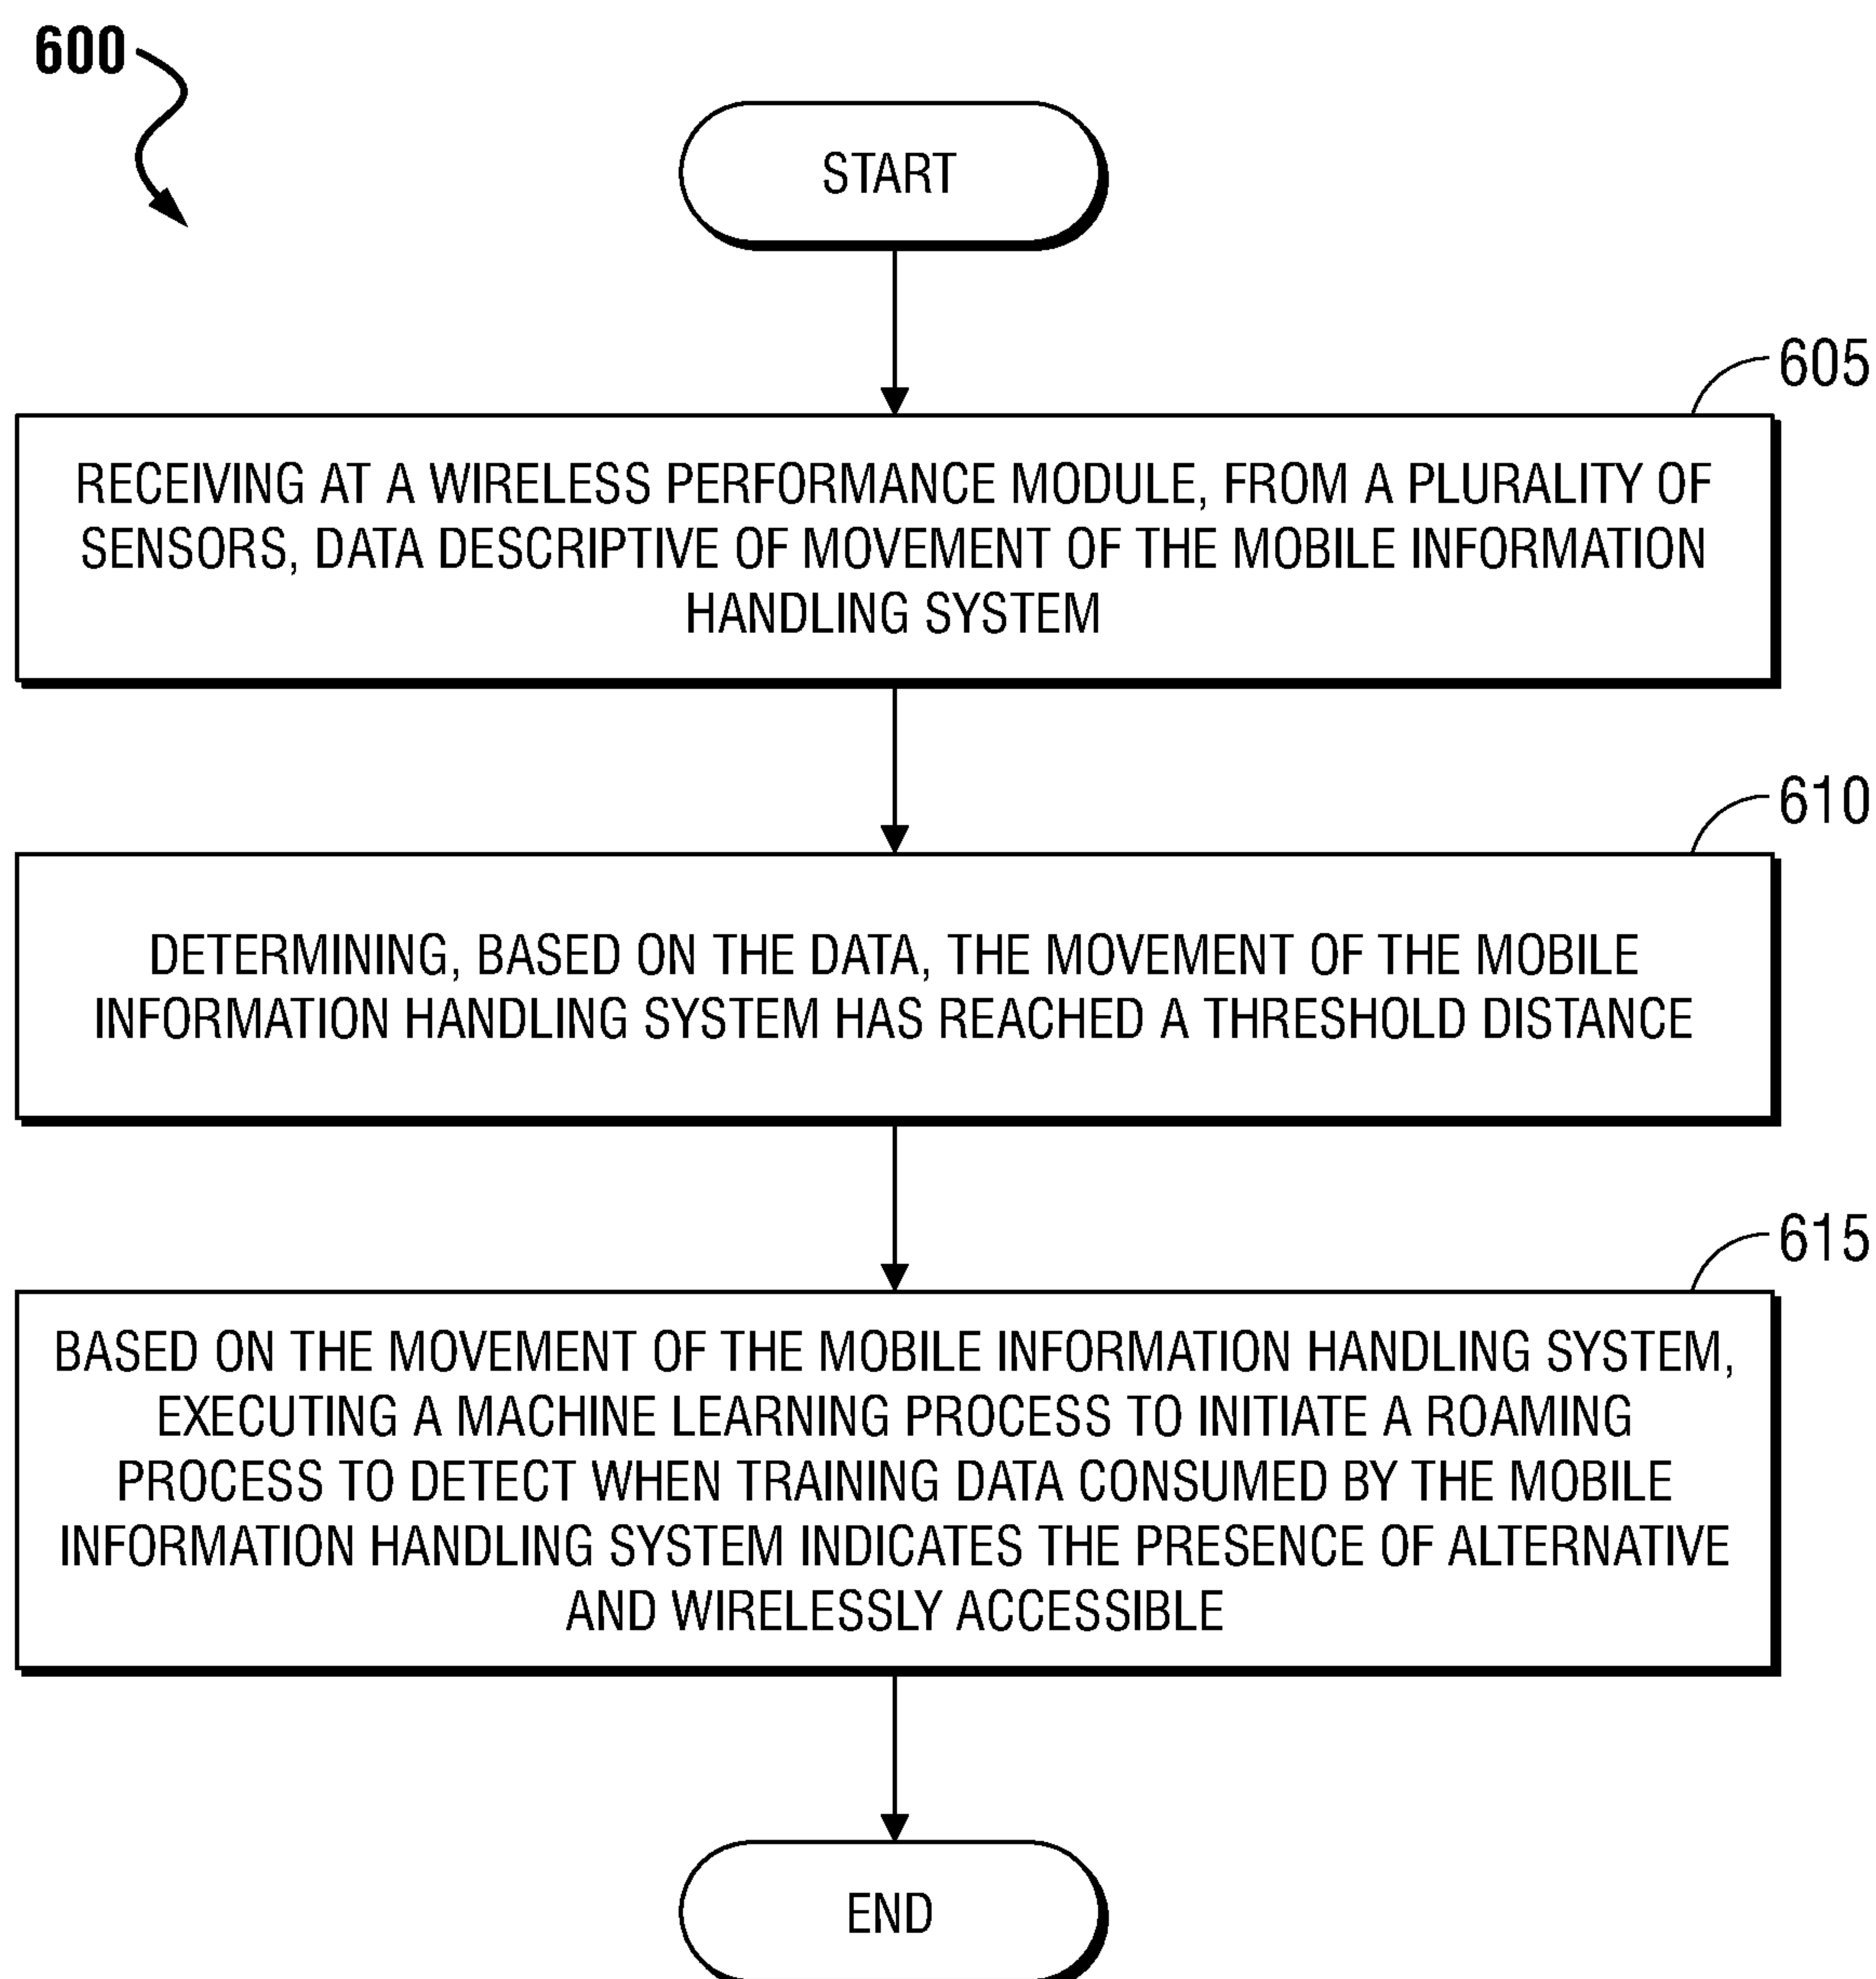 600
START
605
RECEIVING AT A WIRELESS PERFORMANCE MODULE, FROM A PLURALITY OF
SENSORS, DATA DESCRIPTIVE OF MOVEMENT OF THE MOBILE INFORMATION
HANDLING SYSTEM
610
DETERMINING, BASED ON THE DATA, THE MOVEMENT OF THE MOBILE
INFORMATION HANDLING SYSTEM HAS REACHED A THRESHOLD DISTANCE
615
BASED ON THE MOVEMENT OF THE MOBILE INFORMATION HANDLING SYSTEM,
EXECUTING A MACHINE LEARNING PROCESS TO INITIATE A ROAMING
PROCESS TO DETECT WHEN TRAINING DATA CONSUMED BY THE MOBILE
INFORMATION HANDLING SYSTEM INDICATES THE PRESENCE OF ALTERNATIVE
AND WIRELESSLY ACCESSIBLE
END